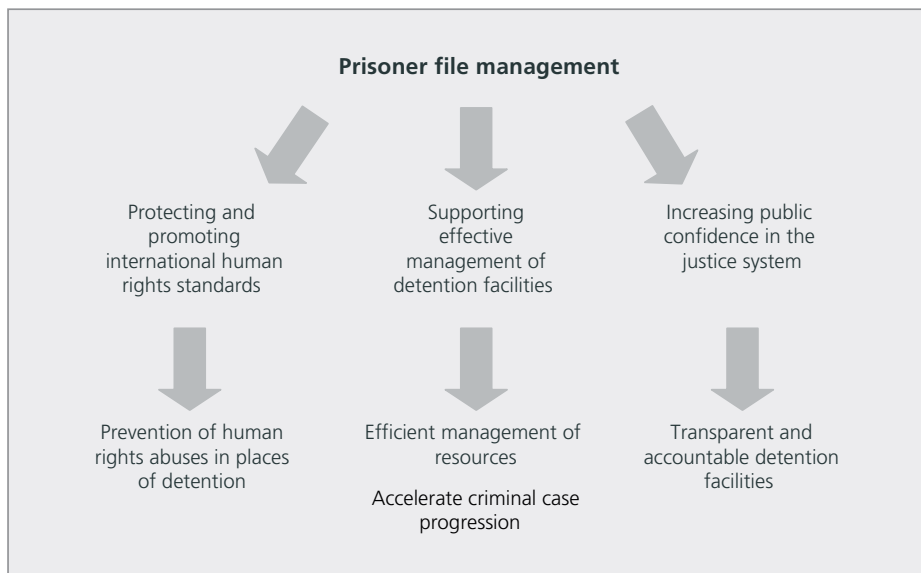 Prisoner file management
Protecting and
promoting
international human
rights standards
Supporting
effective
management of
detention facilities
Increasing public
confidence in the
justice system
Prevention of human
rights abuses in places
of detention
Efficient management of
resources
Accelerate criminal case
progression
Transparent and
accountable detention
facilities